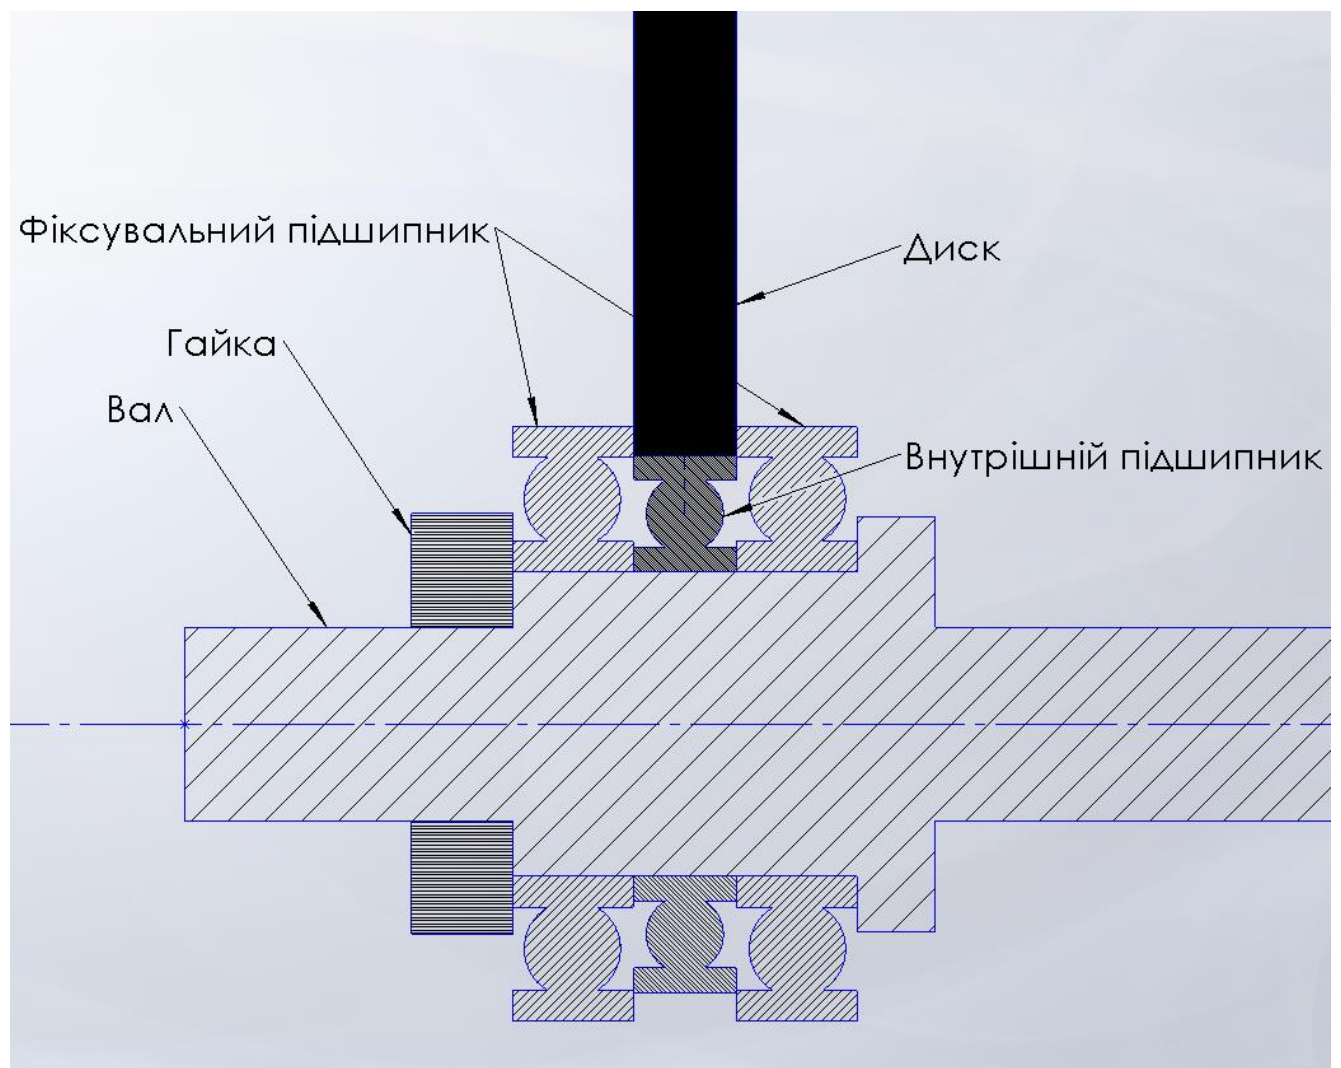 Фіксувальний підшипник
Диск
Гайка
Вал
Внутрішній підшипник